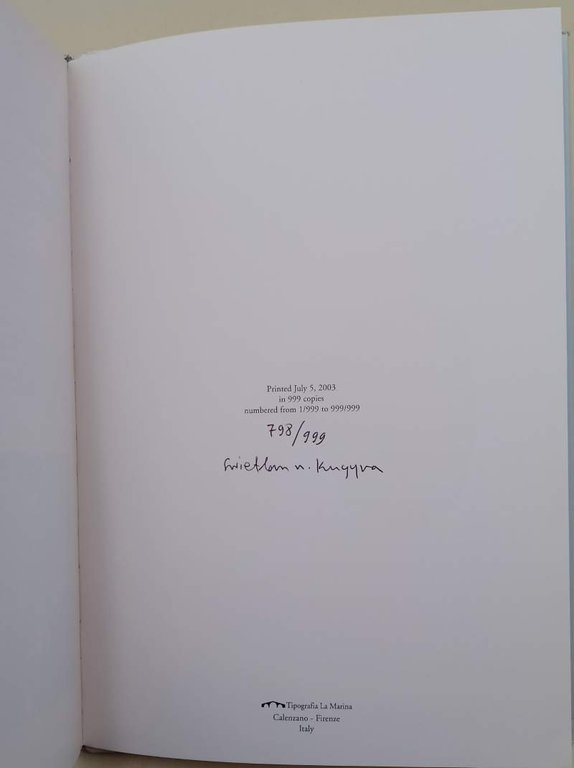 Printed July 5, 2003
in 999 copies
numbered from 1/999 to 999/999
798/999
Tipografia La Marina
Calenzano - Firenze
Italy